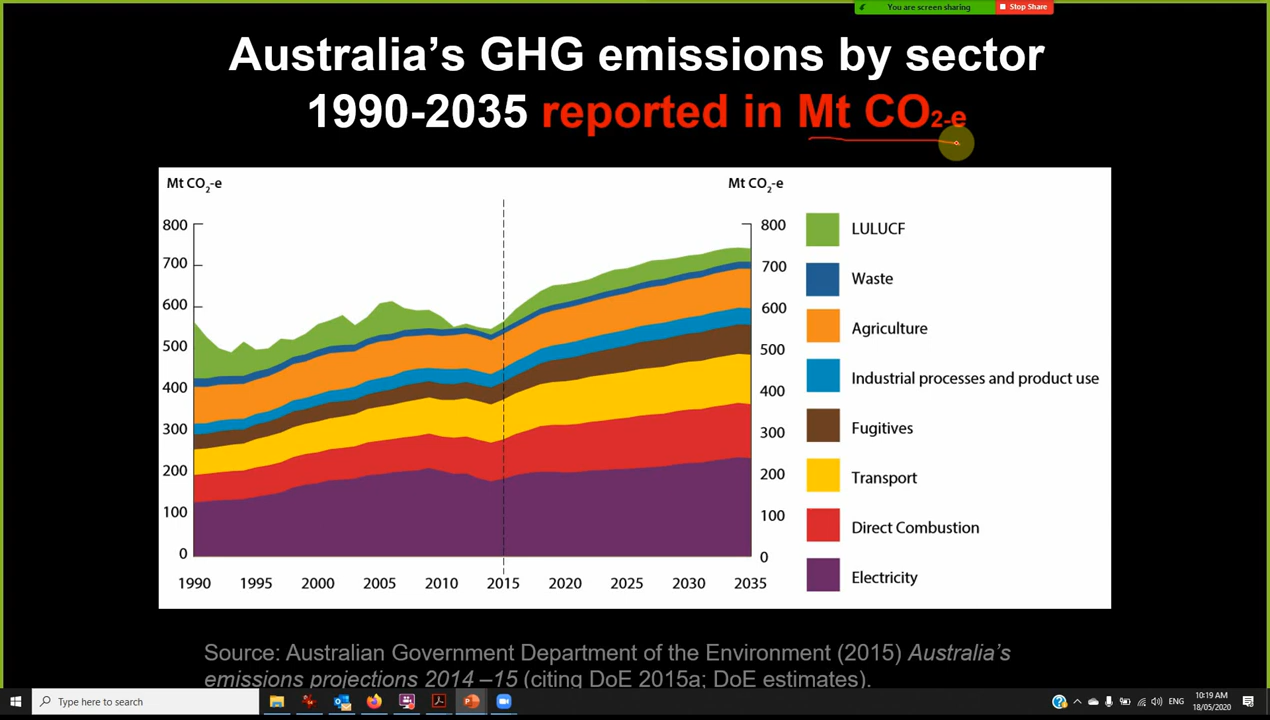 You are screen sharing
Stop Share
Australia's GHG emissions by sector
1990-2035 reported in Mt CO2-e
Mt CO2-e
Mt CO2-e
800
700
600
500
400
300
200
100
0
800
700
600
500
400
300
200
100
0
1990 1995 2000 2005 2010 2015 2020 2025 2030 2035
LULUCF
Waste
Agriculture
Industrial processes and product use
Fugitives
Transport
Direct Combustion
Electricity
Source: Australian Government Department of the Environment (2015) Australia's
emissions projections 2014 –15 (citing DoE 2015a; DoE estimates).
Type here to search
ENG
10:19 AM
18/05/2020